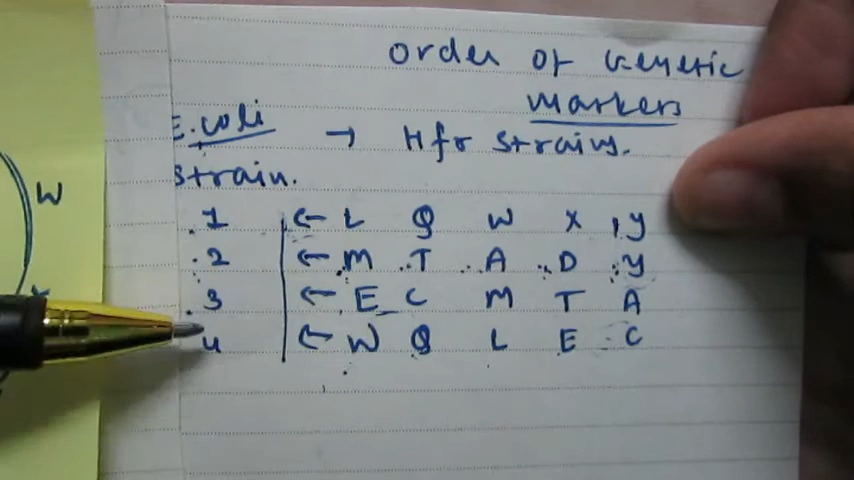 Order of Genetic
Markers
E. coli → Hfr strains.
strain.
W
1 ← L Q W X Y
2 ← M T A D Y
3 ← E C M T A
4 ← W Q L E C